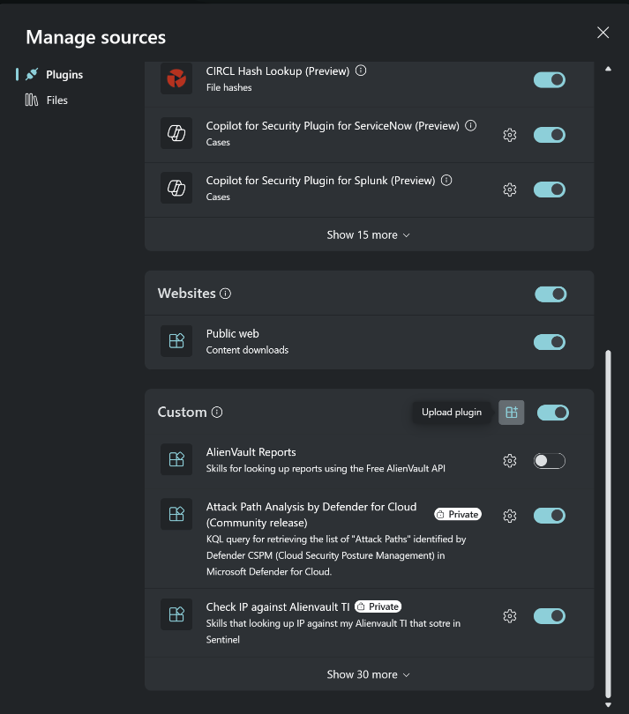 Manage sources
Plugins
Files
CIRCL Hash Lookup (Preview)
File hashes
Copilot for Security Plugin for ServiceNow (Preview)
Cases
Copilot for Security Plugin for Splunk (Preview)
Cases
Show 15 more
Websites
Public web
Content downloads
Custom
Upload plugin
AlienVault Reports
Skills for looking up reports using the Free AlienVault API
Attack Path Analysis by Defender for Cloud
(Community release)
Private
KQL query for retrieving the list of "Attack Paths" identified by
Defender CSPM (Cloud Security Posture Management) in
Microsoft Defender for Cloud.
Check IP against Alienvault TI Private
Skills that looking up IP against my Alienvault TI that sotre in
Sentinel
Show 30 more